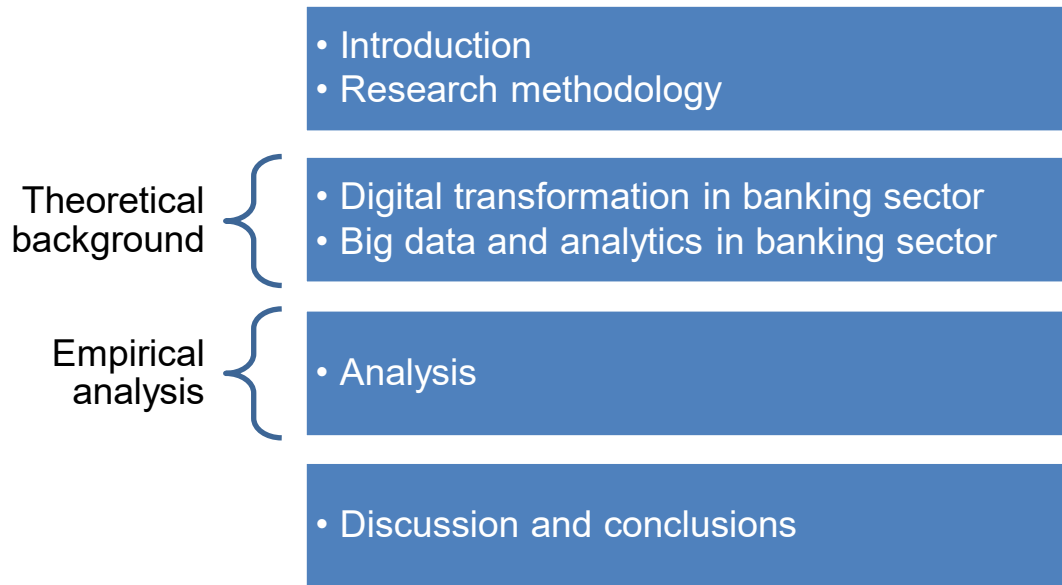 • Introduction
• Research methodology
Theoretical
background
• Digital transformation in banking sector
• Big data and analytics in banking sector
Empirical
analysis
• Analysis
• Discussion and conclusions